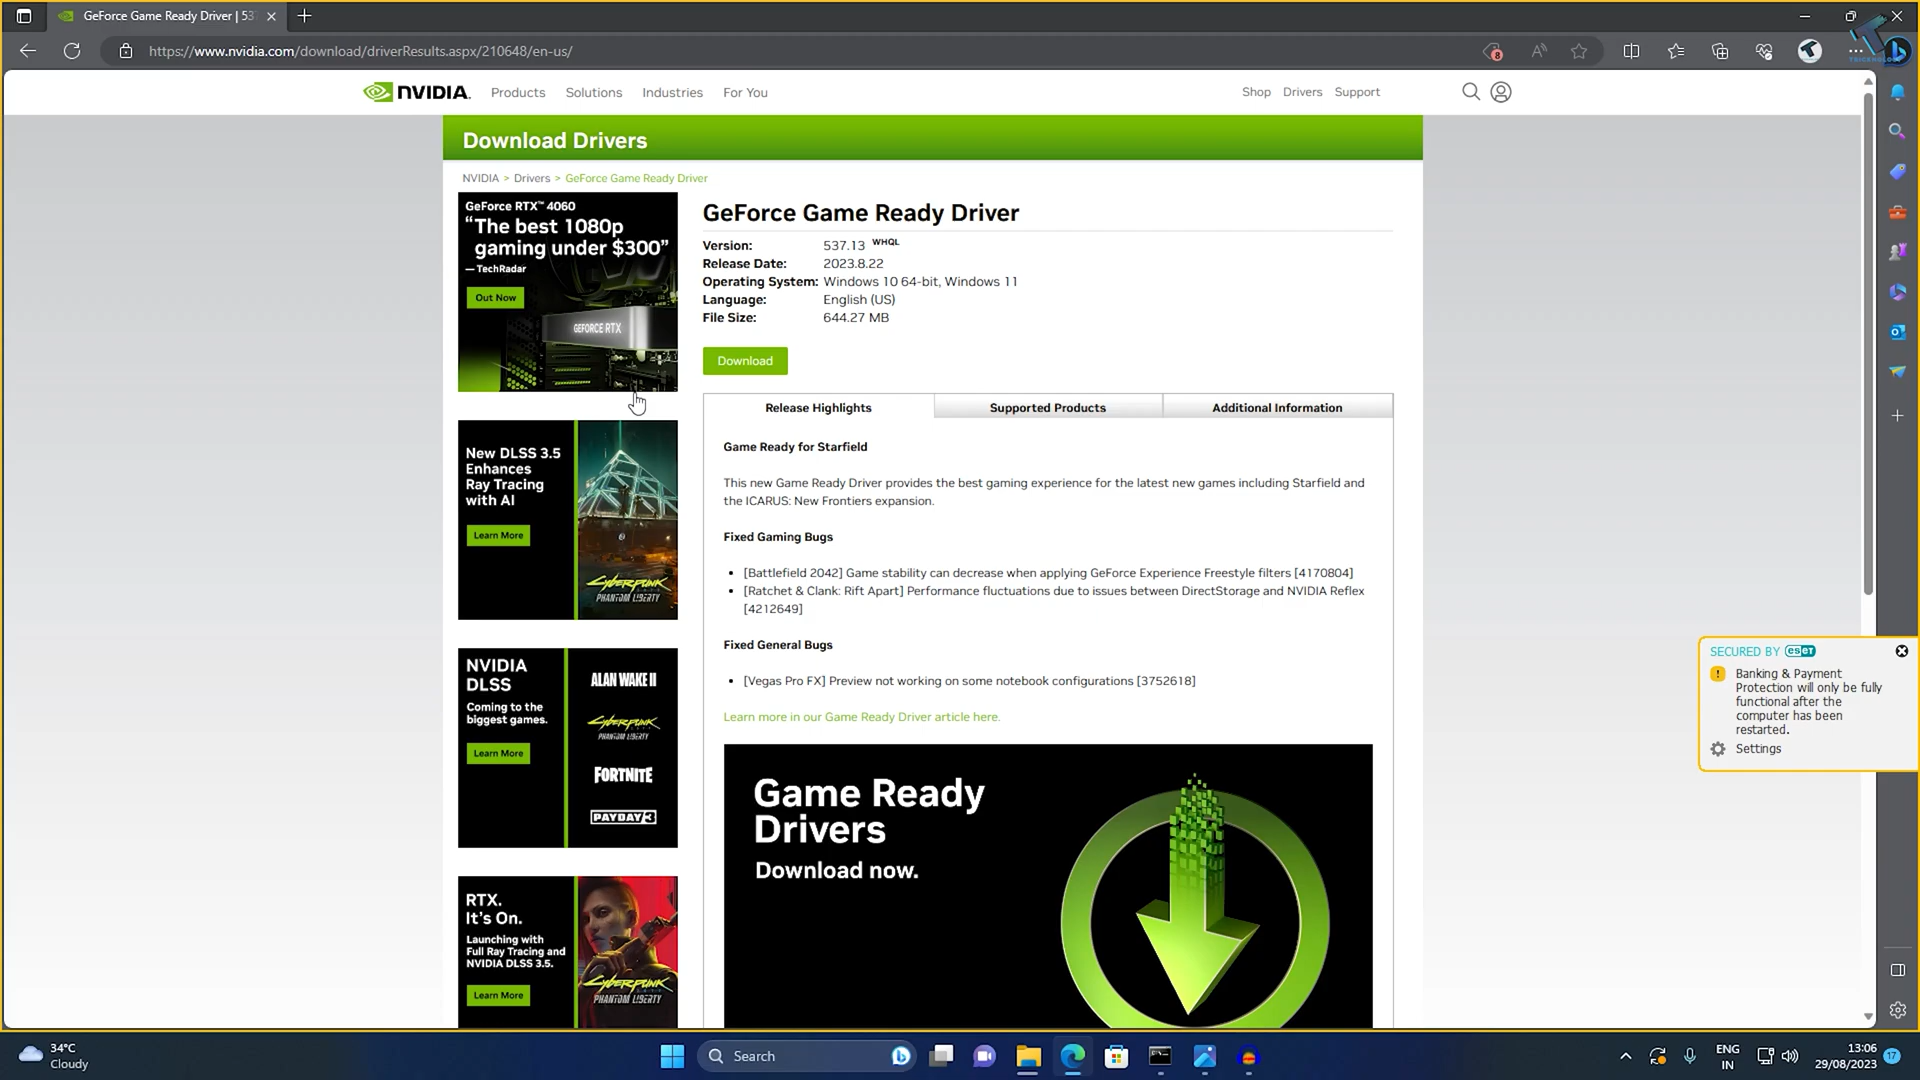 GeForce Game Ready Driver | 53
https://www.nvidia.com/download/driverResults.aspx/210648/en-us/
8
NVIDIA.
Products
Solutions
Industries
For You
Shop
Drivers
Support
Download Drivers
NVIDIA > Drivers > GeForce Game Ready Driver
GeForce RTX™ 4060
“The best 1080p
gaming under $300”
— TechRadar
Out Now
GEFORCE RTX
New DLSS 3.5
Enhances
Ray Tracing
with AI
Learn More
Cyberpunk
PHANTOM LIBERTY
NVIDIA
DLSS
Coming to the
biggest games.
Learn More
ALAN WAKE II
Cyberpunk
PHANTOM LIBERTY
FORTNITE
PAYDAY 3
RTX.
It’s On.
Launching with
Full Ray Tracing and
NVIDIA DLSS 3.5.
Learn More
Cyberpunk
PHANTOM LIBERTY
GeForce Game Ready Driver
Version: 537.13 WHQL
Release Date: 2023.8.22
Operating System: Windows 10 64-bit, Windows 11
Language: English (US)
File Size: 644.27 MB
Download
Release Highlights
Supported Products
Additional Information
Game Ready for Starfield
This new Game Ready Driver provides the best gaming experience for the latest new games including Starfield and
the ICARUS: New Frontiers expansion.
Fixed Gaming Bugs
• [Battlefield 2042] Game stability can decrease when applying GeForce Experience Freestyle filters [4170804]
• [Ratchet & Clank: Rift Apart] Performance fluctuations due to issues between DirectStorage and NVIDIA Reflex
[4212649]
Fixed General Bugs
• [Vegas Pro FX] Preview not working on some notebook configurations [3752618]
Learn more in our Game Ready Driver article here.
Game Ready
Drivers
Download now.
SECURED BY eset
Banking & Payment
Protection will only be fully
functional after the
computer has been
restarted.
Settings
34°C
Cloudy
Search
ENG
IN
13:06
29/08/2023
17